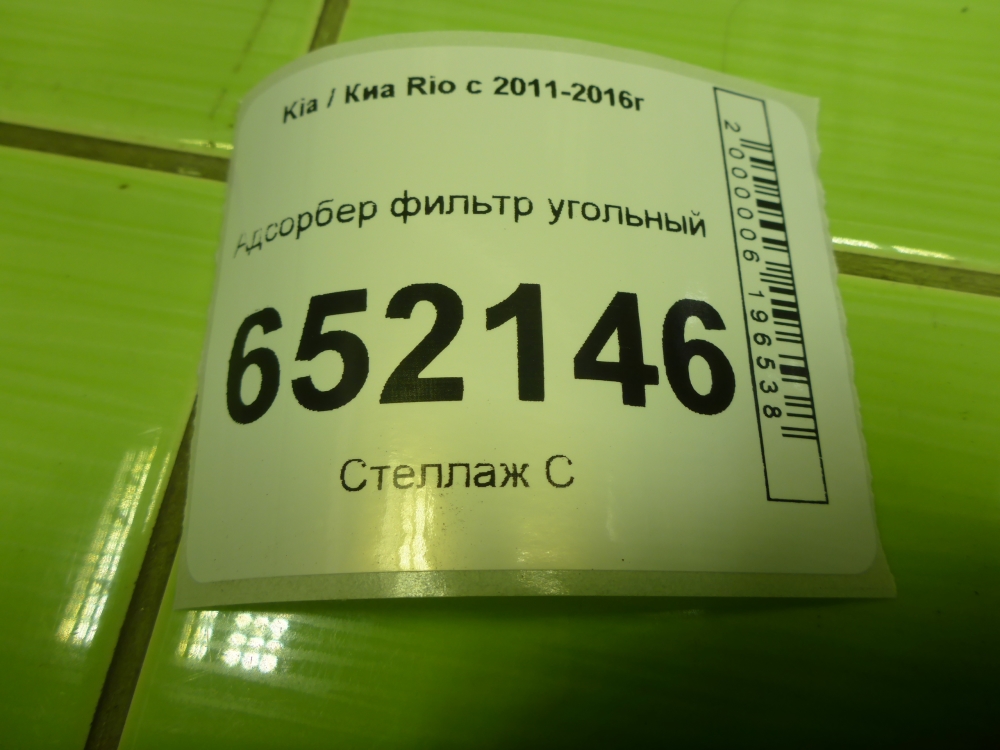 Kia / Киа Rio с 2011-2016г
Адсорбер фильтр угольный
652146
Стеллаж С
2000006196538